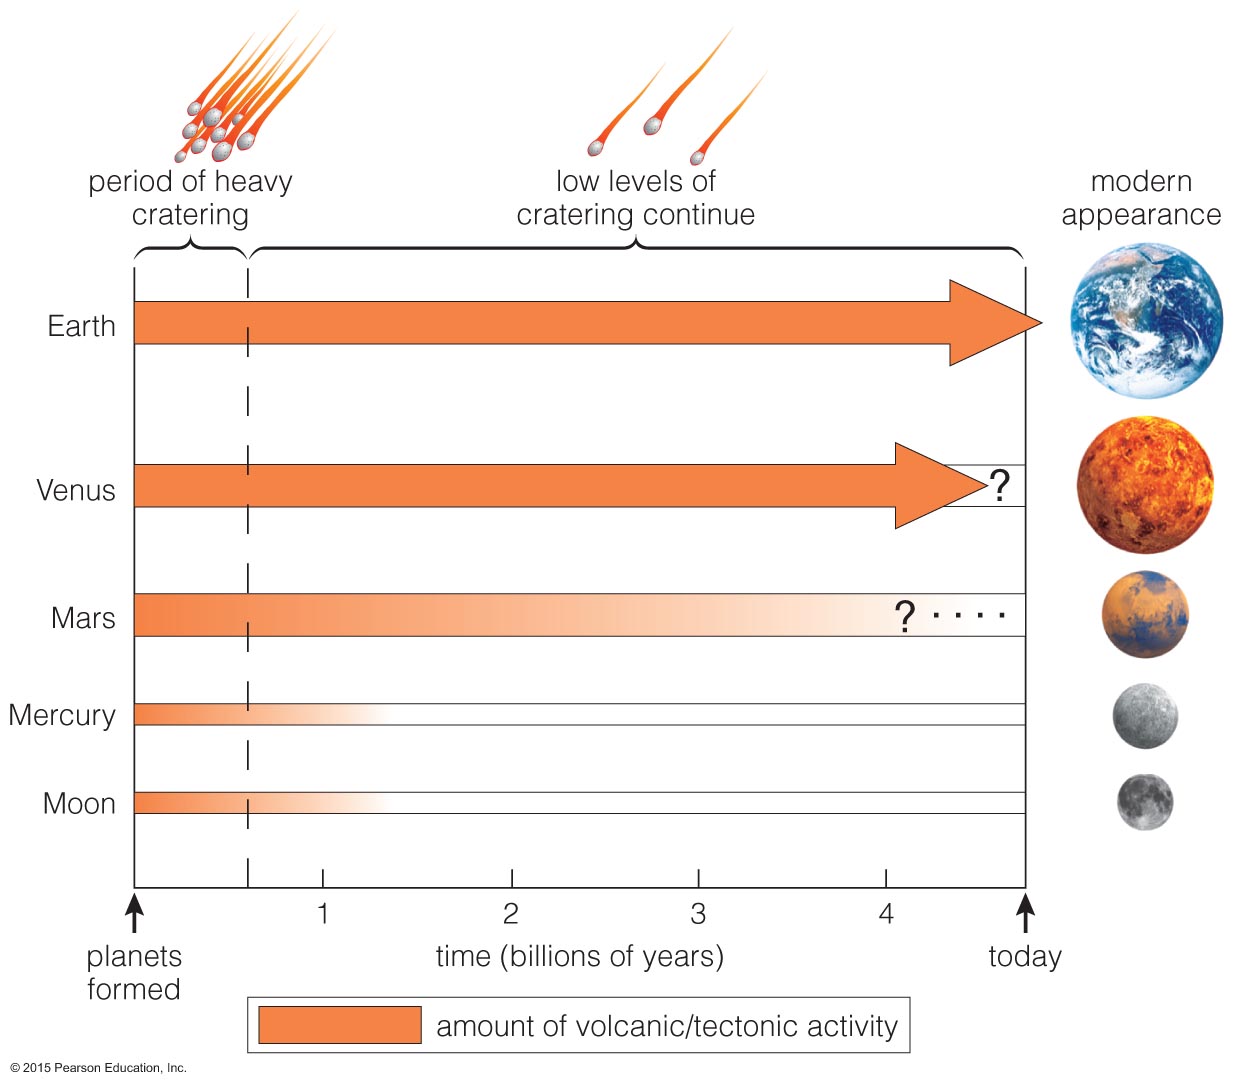 period of heavy
cratering
low levels of
cratering continue
modern
appearance
Earth
Venus
?
Mars
? . . . .
Mercury
Moon
1
2
3
4
planets
formed
time (billions of years)
today
amount of volcanic/tectonic activity
© 2015 Pearson Education, Inc.